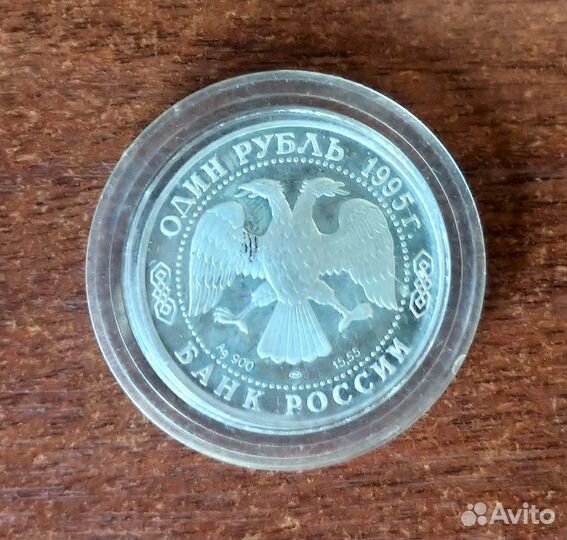 ОДИН РУБЛЬ 1995 г.
Ag 900
15,55
БАНК РОССИИ
Avito